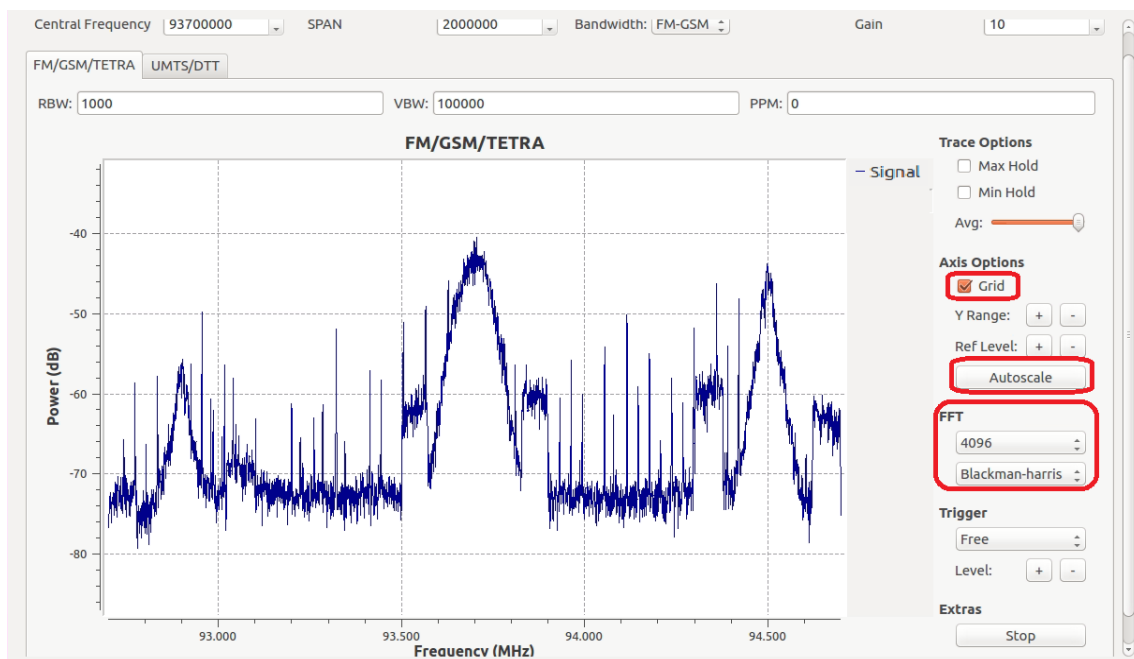 Central Frequency 93700000 SPAN 2000000 Bandwidth: FM-GSM Gain 10
FM/GSM/TETRA UMTS/DTT
RBW: 1000 VBW: 100000 PPM: 0
FM/GSM/TETRA
Signal
Power (dB)
-40
-50
-60
-70
-80
93.000 93.500 94.000 94.500
Frequency (MHz)
Trace Options
Max Hold
Min Hold
Avg:
Axis Options
Grid
Y Range: + -
Ref Level: + -
Autoscale
FFT
4096
Blackman-harris
Trigger
Free
Level: + -
Extras
Stop